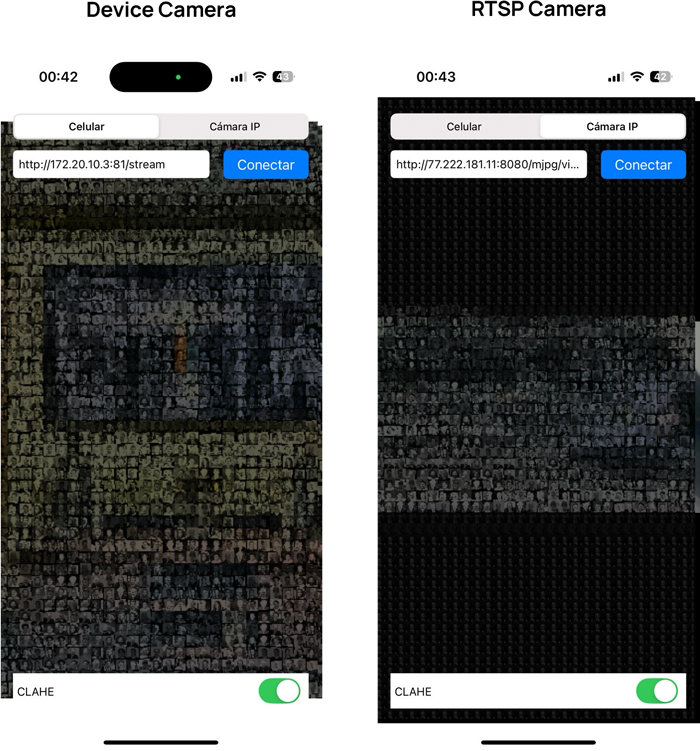 Device Camera
RTSP Camera
00:42
43
00:43
42
Celular
Cámara IP
Celular
Cámara IP
http://172.20.10.3:81/stream
Conectar
http://77.222.181.11:8080/mjpg/vi...
Conectar
CLAHE
CLAHE